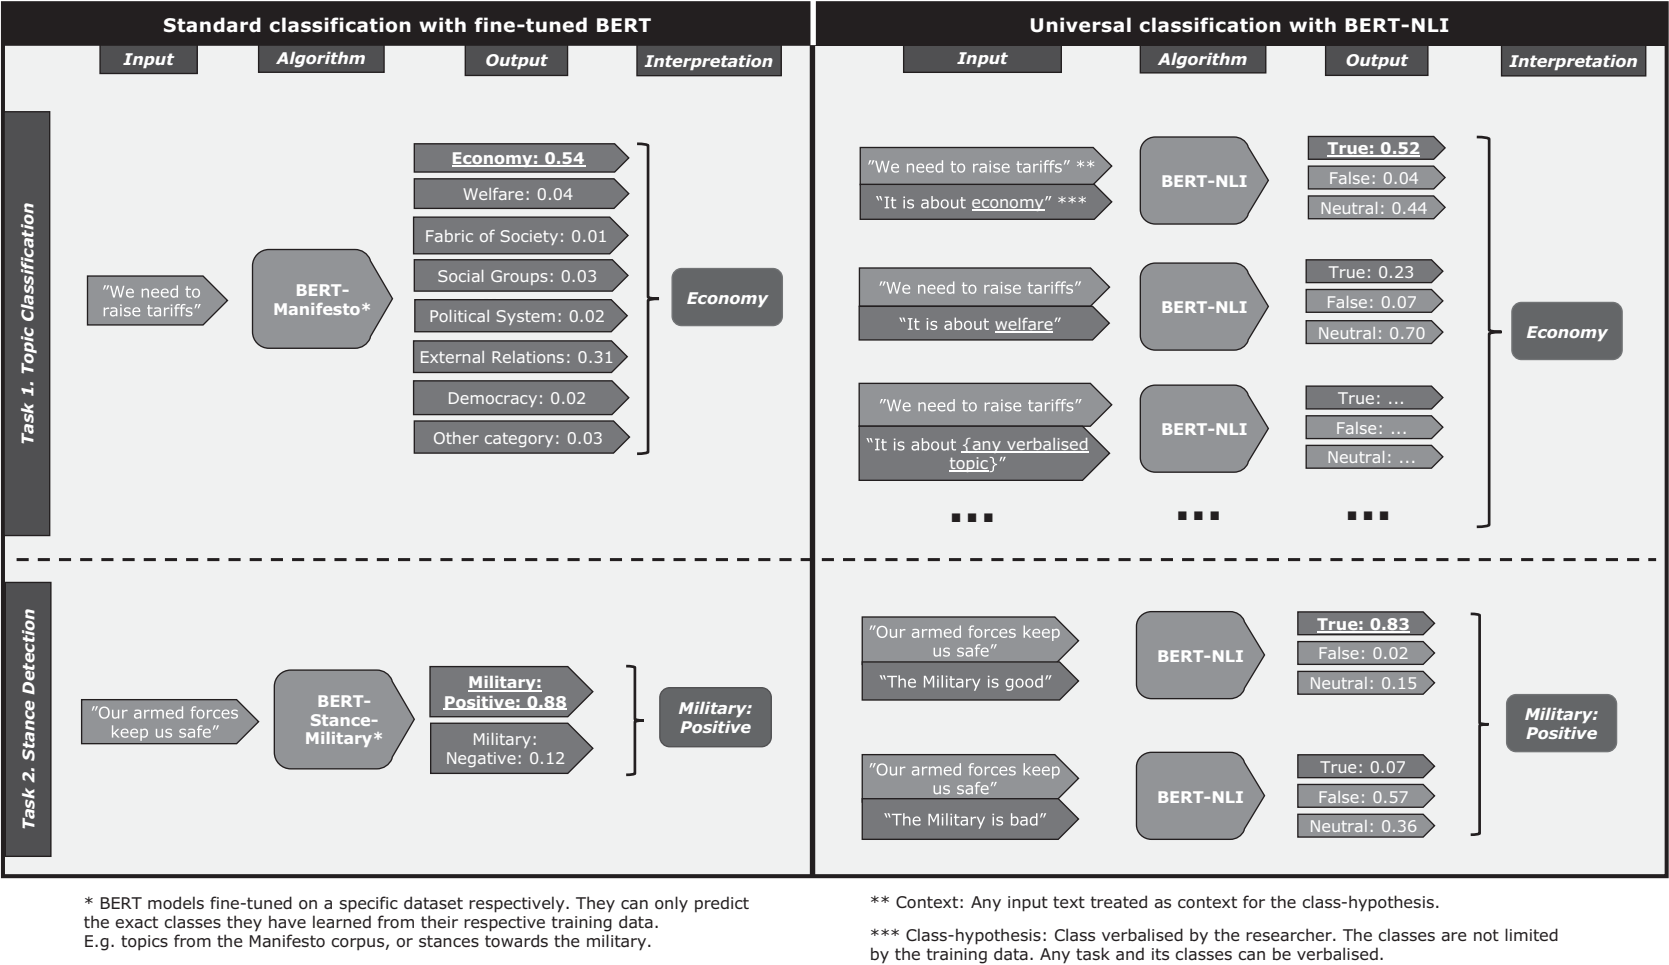 Standard classification with fine-tuned BERT
Input
Algorithm
Output
Interpretation
Task 1. Topic Classification
”We need to
raise tariffs”
BERT-
Manifesto*
Economy: 0.54
Welfare: 0.04
Fabric of Society: 0.01
Social Groups: 0.03
Political System: 0.02
External Relations: 0.31
Democracy: 0.02
Other category: 0.03
Economy
Task 2. Stance Detection
”Our armed forces
keep us safe”
BERT-
Stance-
Military*
Military:
Positive: 0.88
Military:
Negative: 0.12
Military:
Positive
Universal classification with BERT-NLI
Input
Algorithm
Output
Interpretation
”We need to raise tariffs” **
“It is about economy” ***
BERT-NLI
True: 0.52
False: 0.04
Neutral: 0.44
”We need to raise tariffs”
“It is about welfare”
BERT-NLI
True: 0.23
False: 0.07
Neutral: 0.70
”We need to raise tariffs”
“It is about {any verbalised
topic}”
BERT-NLI
True: ...
False: ...
Neutral: ...
...
...
...
Economy
”Our armed forces keep
us safe”
“The Military is good”
BERT-NLI
True: 0.83
False: 0.02
Neutral: 0.15
”Our armed forces keep
us safe”
“The Military is bad”
BERT-NLI
True: 0.07
False: 0.57
Neutral: 0.36
Military:
Positive
* BERT models fine-tuned on a specific dataset respectively. They can only predict
the exact classes they have learned from their respective training data.
E.g. topics from the Manifesto corpus, or stances towards the military.
** Context: Any input text treated as context for the class-hypothesis.
*** Class-hypothesis: Class verbalised by the researcher. The classes are not limited
by the training data. Any task and its classes can be verbalised.